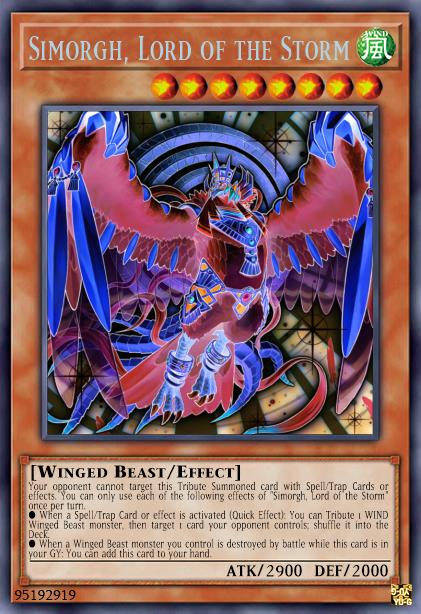 Simorgh, Lord of the Storm
WIND
風
[Winged Beast/Effect]
Your opponent cannot target this Tribute Summoned card with Spell/Trap Cards or
effects. You can only use each of the following effects of "Simorgh, Lord of the Storm"
once per turn.
● When a Spell/Trap Card or effect is activated (Quick Effect): You can Tribute 1 WIND
Winged Beast monster, then target 1 card your opponent controls; shuffle it into the
Deck.
● When a Winged Beast monster you control is destroyed by battle while this card is in
your GY: You can add this card to your hand.
ATK/2900 DEF/2000
95192919